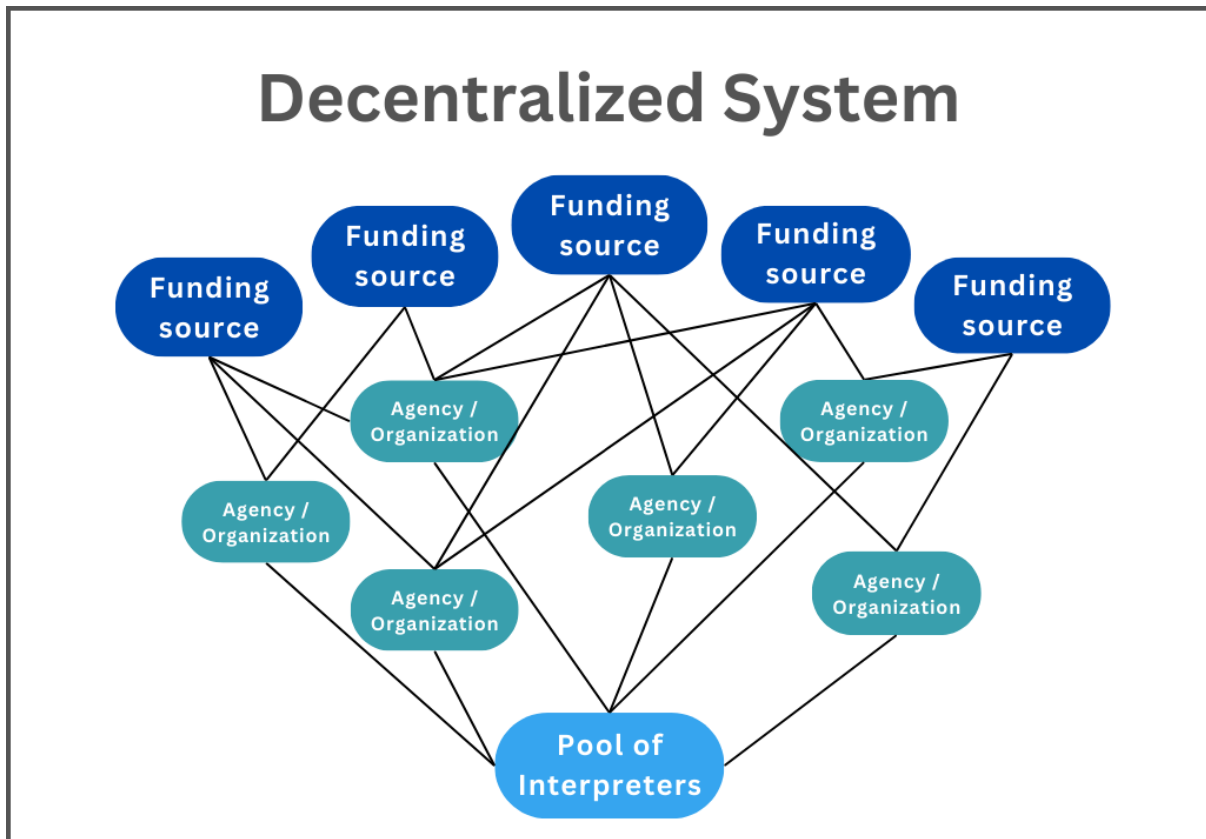 Decentralized System
Funding
source
Funding
source
Funding
source
Funding
source
Funding
source
Agency /
Organization
Agency /
Organization
Agency /
Organization
Agency /
Organization
Agency /
Organization
Agency /
Organization
Pool of
Interpreters